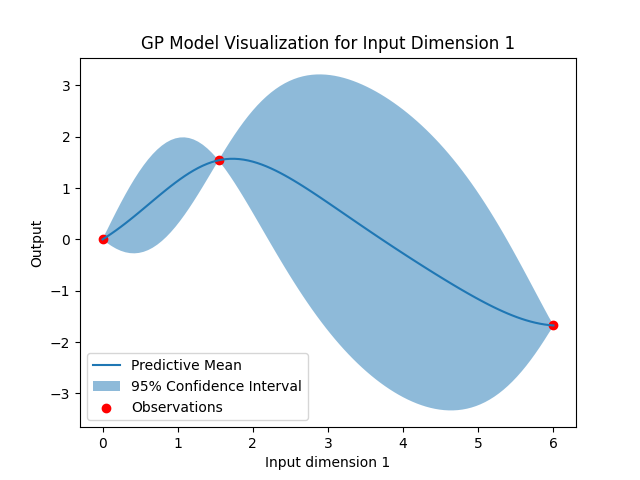 GP Model Visualization for Input Dimension 1
Output
3
2
1
0
−1
−2
−3
Predictive Mean
95% Confidence Interval
Observations
0 1 2 3 4 5 6
Input dimension 1